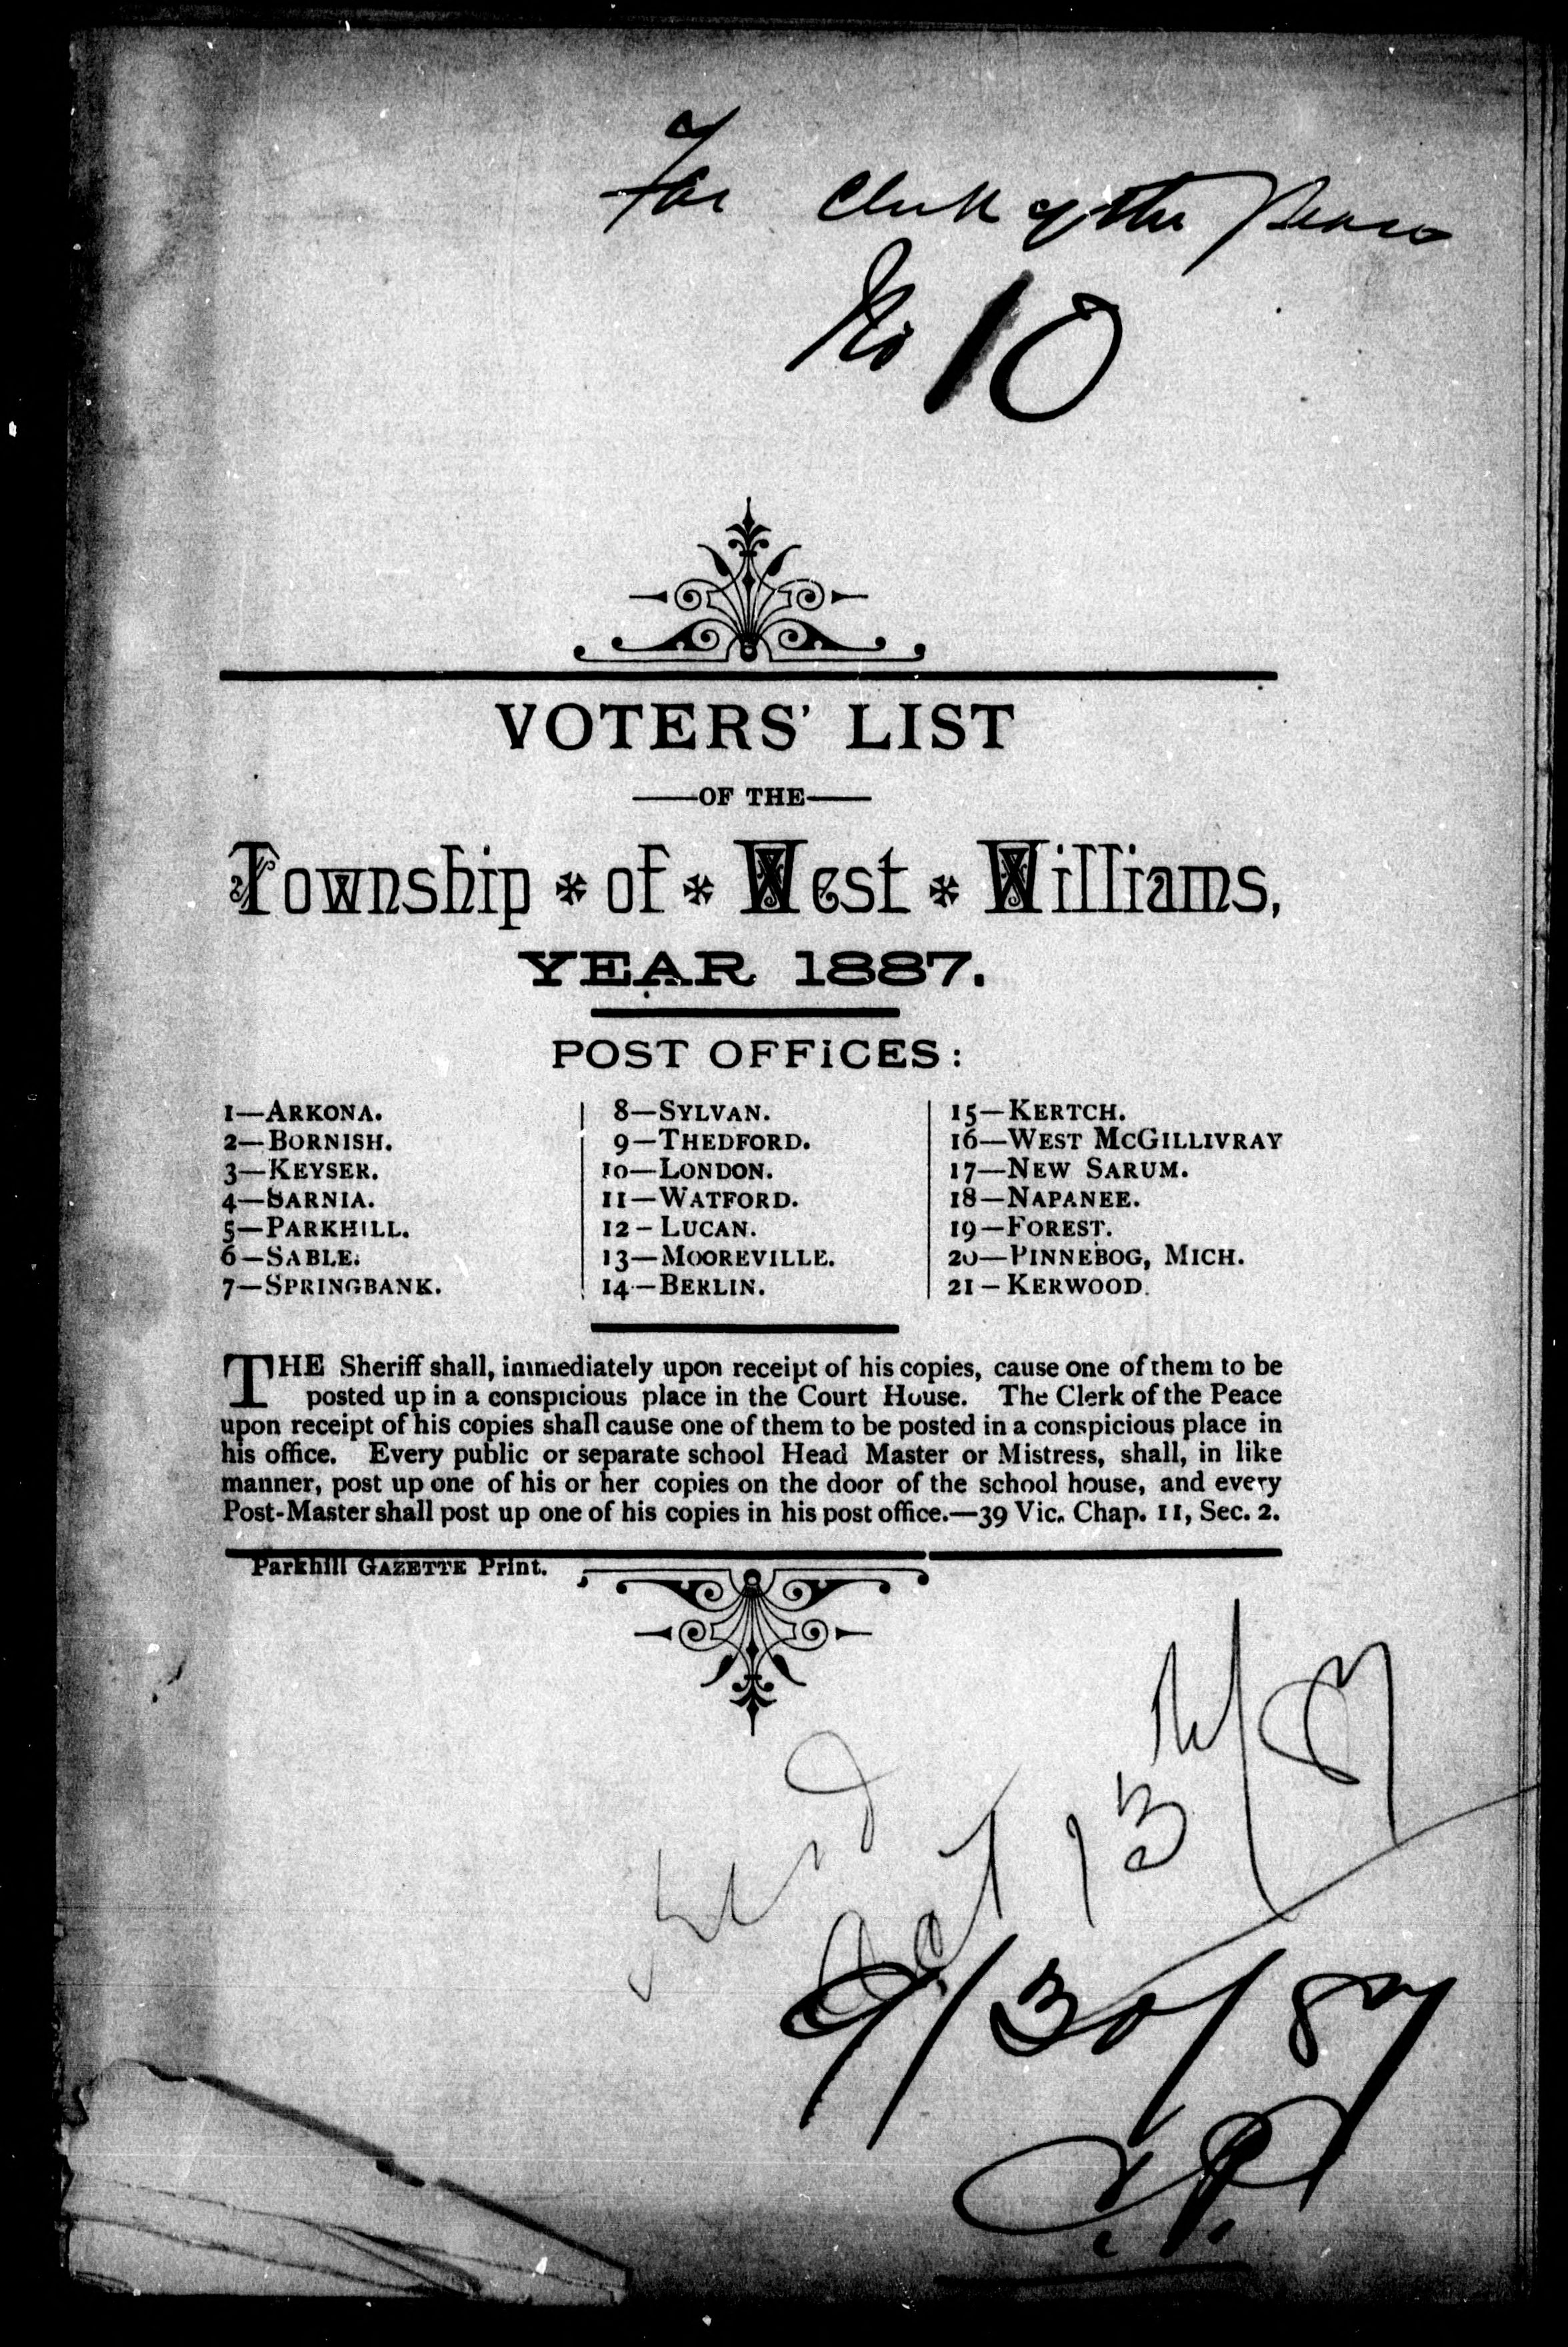 For Clerk of the Peace
No 10
VOTERS' LIST
—OF THE—
Township * of * West * Williams,
YEAR 1887.
POST OFFICES:
1—ARKONA.
2—BORNISH.
3—KEYSER.
4—SARNIA.
5—PARKHILL.
6—SABLE.
7—SPRINGBANK.
8—SYLVAN.
9—THEDFORD.
10—LONDON.
11—WATFORD.
12–LUCAN.
13—MOOREVILLE.
14—BERLIN.
15—KERTCH.
16—WEST MCGILLIVRAY
17—NEW SARUM.
18—NAPANEE.
19—FOREST.
20—PINNEBOG, MICH.
21–KERWOOD.
THE Sheriff shall, immediately upon receipt of his copies, cause one of them to be
posted up in a conspicious place in the Court House. The Clerk of the Peace
upon receipt of his copies shall cause one of them to be posted in a conspicious place in
his office. Every public or separate school Head Master or Mistress, shall, in like
manner, post up one of his or her copies on the door of the school house, and every
Post-Master shall post up one of his copies in his post office.—39 Vic. Chap. 11, Sec. 2.
Parkhill GAZETTE Print.
Oct 13 /87
9/30/87